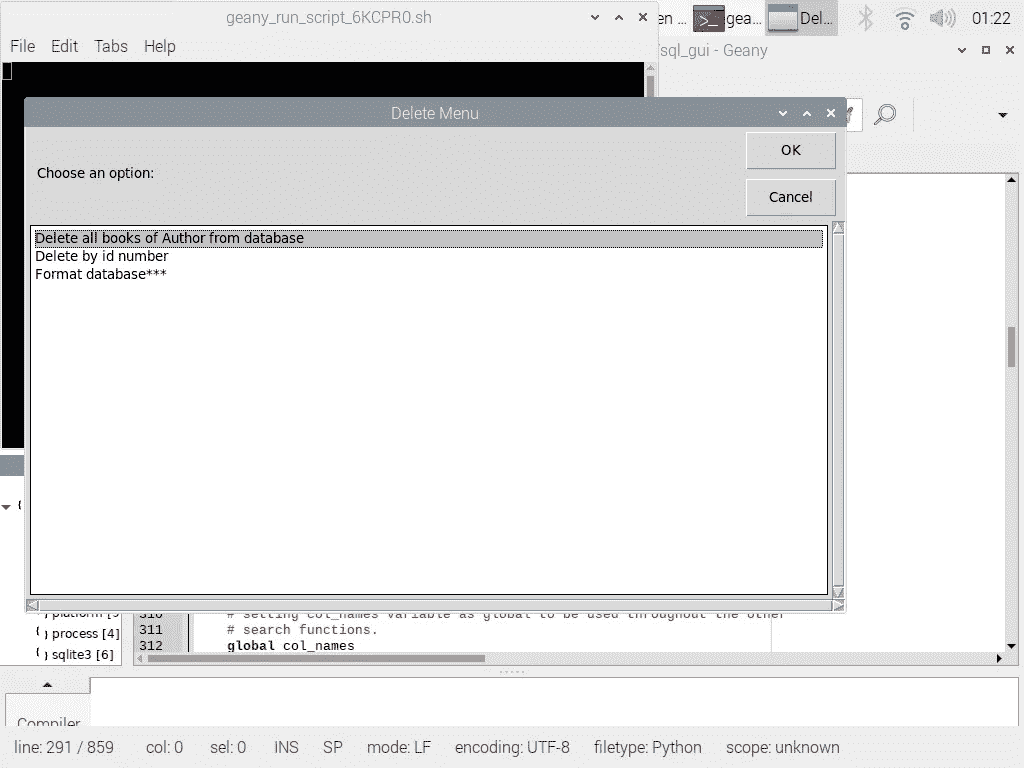 geany_run_script_6KCPR0.sh
en ...
gea...
Del...
01:22
File Edit Tabs Help
sql_gui - Geany
Delete Menu
OK
Choose an option:
Cancel
Delete all books of Author from database
Delete by id number
Format database***
310 # setting col_names variable as global to be used throughout the other
process [4] 311 # search functions.
sqlite3 [6] 312 global col_names
Compiler
line: 291 / 859 col: 0 sel: 0 INS SP mode: LF encoding: UTF-8 filetype: Python scope: unknown